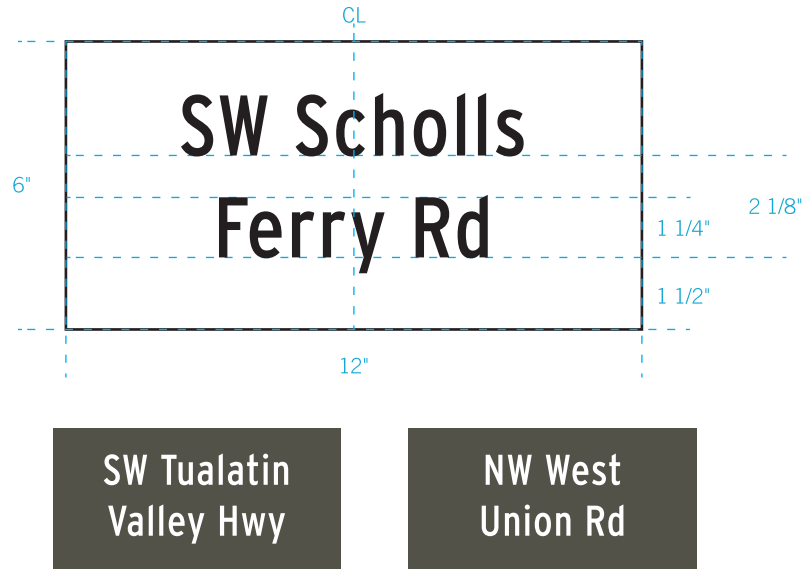 CL
SW Scholls
6"
Ferry Rd
2 1/8"
1 1/4"
1 1/2"
12"
SW Tualatin
Valley Hwy
NW West
Union Rd